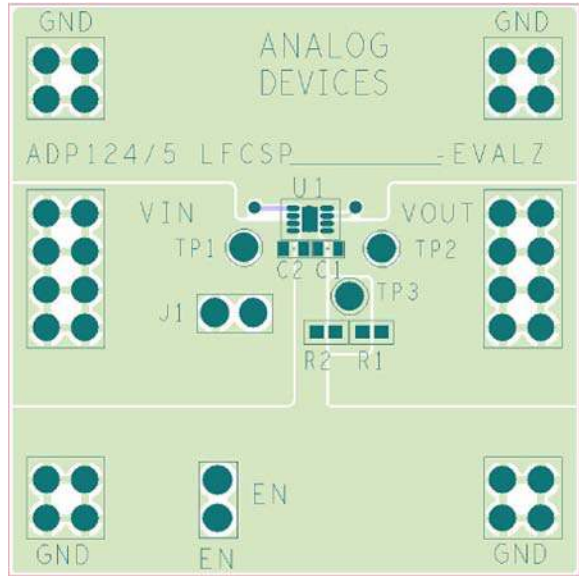 GND GND
ANALOG
DEVICES
ADP124/5 LFCSP__________-EVALZ
U1
VIN VOUT
TP1 TP2
C2 C1
TP3
J1
R2 R1
EN
GND GND
EN